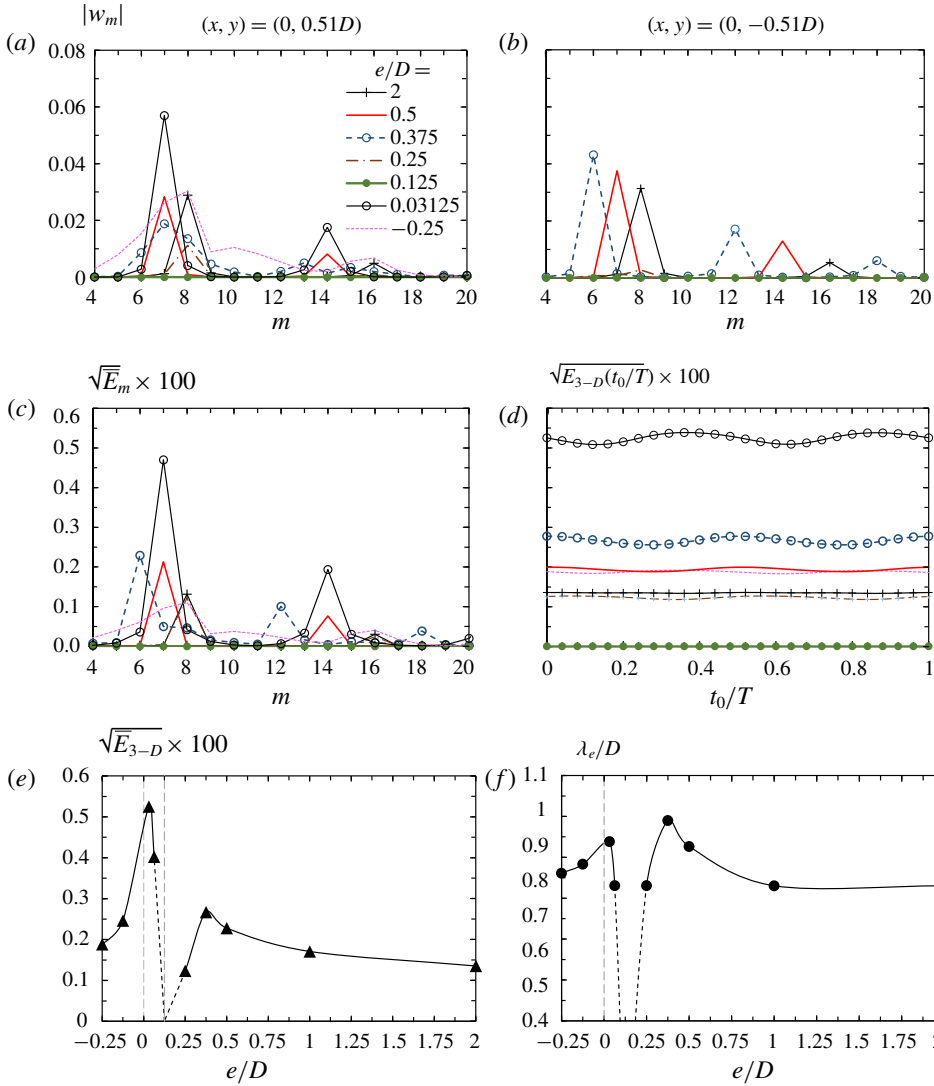 |w_m| (x, y) = (0, 0.51D) (x, y) = (0, −0.51D)
(a) (b)
0.08
0.06
0.04
0.02
0
e/D =
2
0.5
0.375
0.25
0.125
0.03125
−0.25
4 6 8 10 12 14 16 18 20
m
4 6 8 10 12 14 16 18 20
m
√E̅_m × 100
√E_{3−D}(t_0/T) × 100
(c) (d)
0.6
0.5
0.4
0.3
0.2
0.1
0.0
4 6 8 10 12 14 16 18 20
m
0 0.2 0.4 0.6 0.8 1
t_0/T
√E̅_{3−D} × 100
λ_e/D
(e) (f)
0.6
0.5
0.4
0.3
0.2
0.1
0
−0.25 0 0.25 0.50 0.75 1 1.25 1.50 1.75 2
e/D
1.1
1
0.9
0.8
0.7
0.6
0.5
0.4
−0.25 0 0.25 0.50 0.75 1 1.25 1.50 1.75 2
e/D